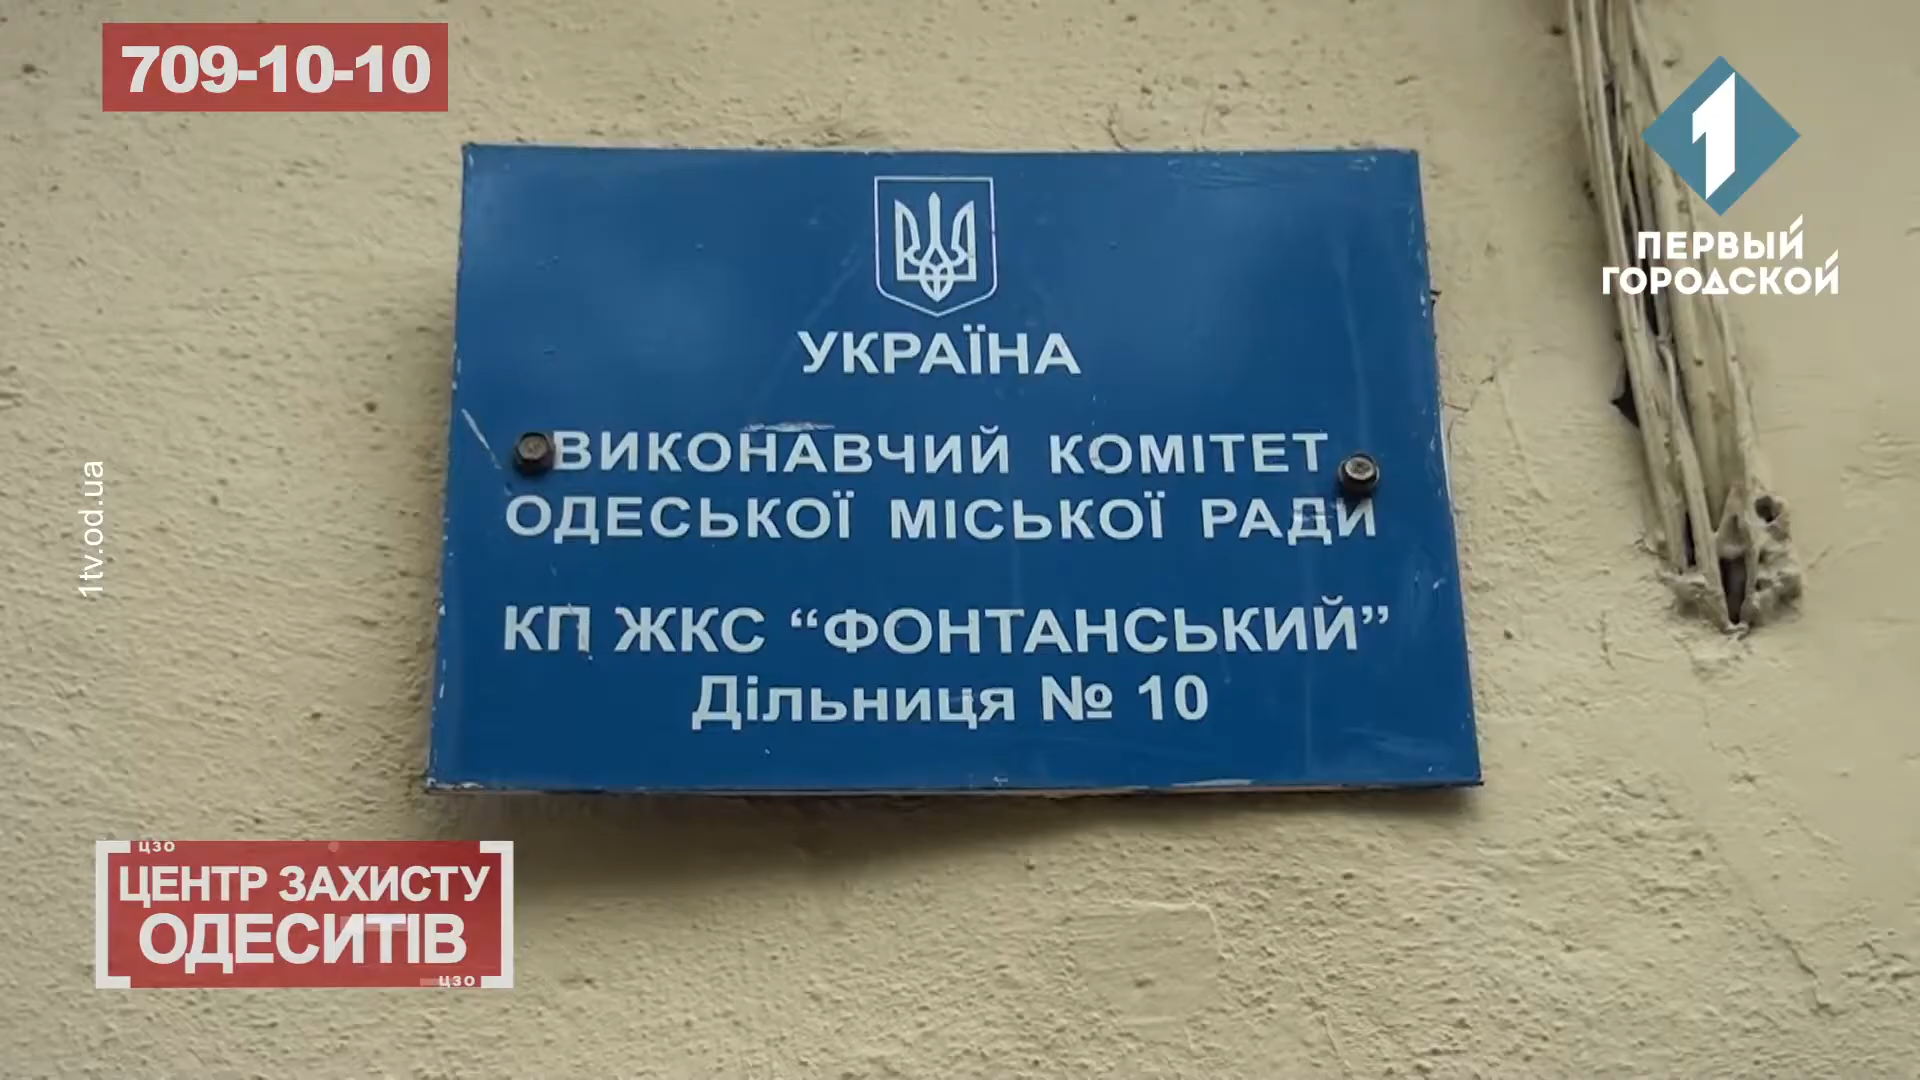 709-10-10
ПЕРВЫЙ
ГОРОДСКОЙ
УКРАЇНА
ВИКОНАВЧИЙ КОМІТЕТ
ОДЕСЬКОЇ МІСЬКОЇ РАДИ
КП ЖКС “ФОНТАНСЬКИЙ”
Дільниця № 10
1tv.od.ua
ЦЗО
ЦЕНТР ЗАХИСТУ
ОДЕСИТІВ
ЦЗО